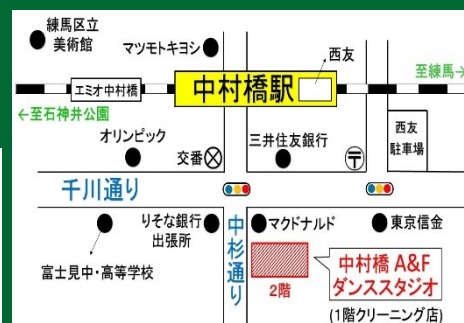 練馬区立
美術館
マツモトキヨシ
西友
エミオ中村橋
中村橋駅
至練馬→
←至石神井公園
オリンピック
交番
三井住友銀行
〒
西友
駐車場
千川通り
りそな銀行
出張所
中杉通り
マクドナルド
東京信金
富士見中・高等学校
2階
中村橋 A&F
ダンススタジオ
(1階クリーニング店)